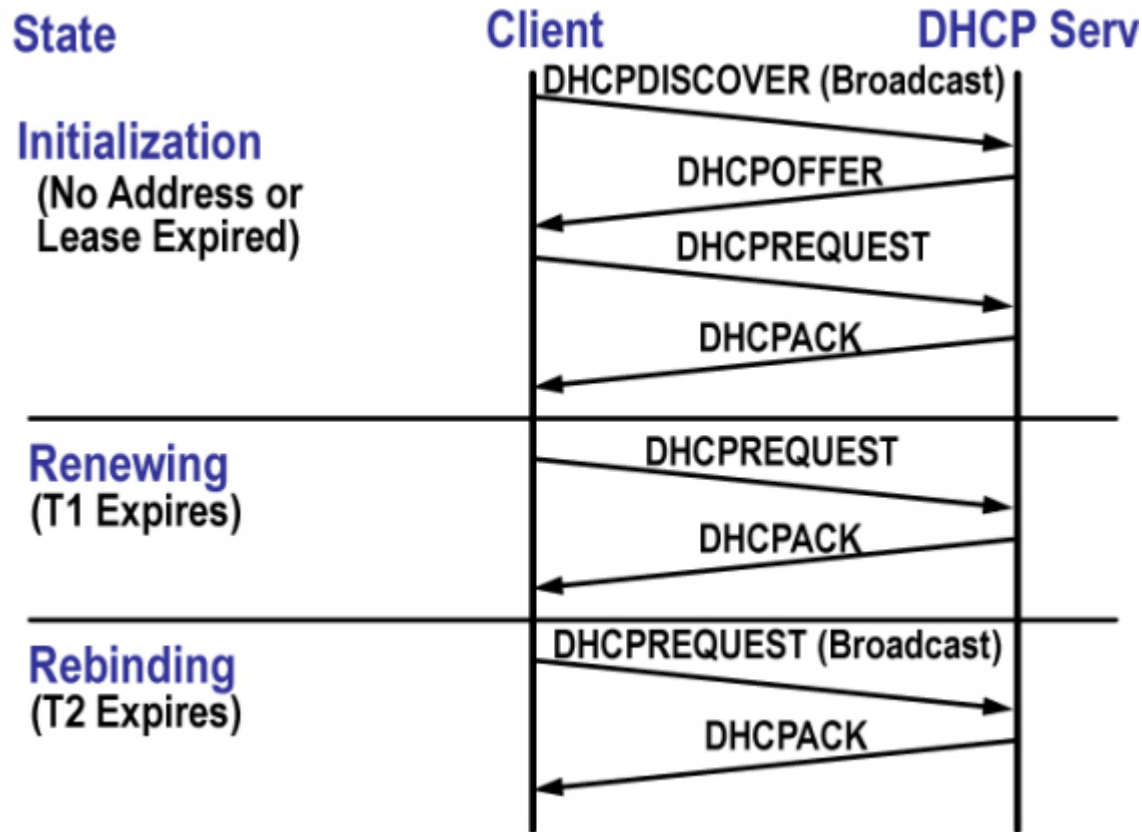 State Client DHCP Serv
DHCPDISCOVER (Broadcast)
Initialization
(No Address or
Lease Expired)
DHCPOFFER
DHCPREQUEST
DHCPACK
Renewing
(T1 Expires)
DHCPREQUEST
DHCPACK
Rebinding
(T2 Expires)
DHCPREQUEST (Broadcast)
DHCPACK